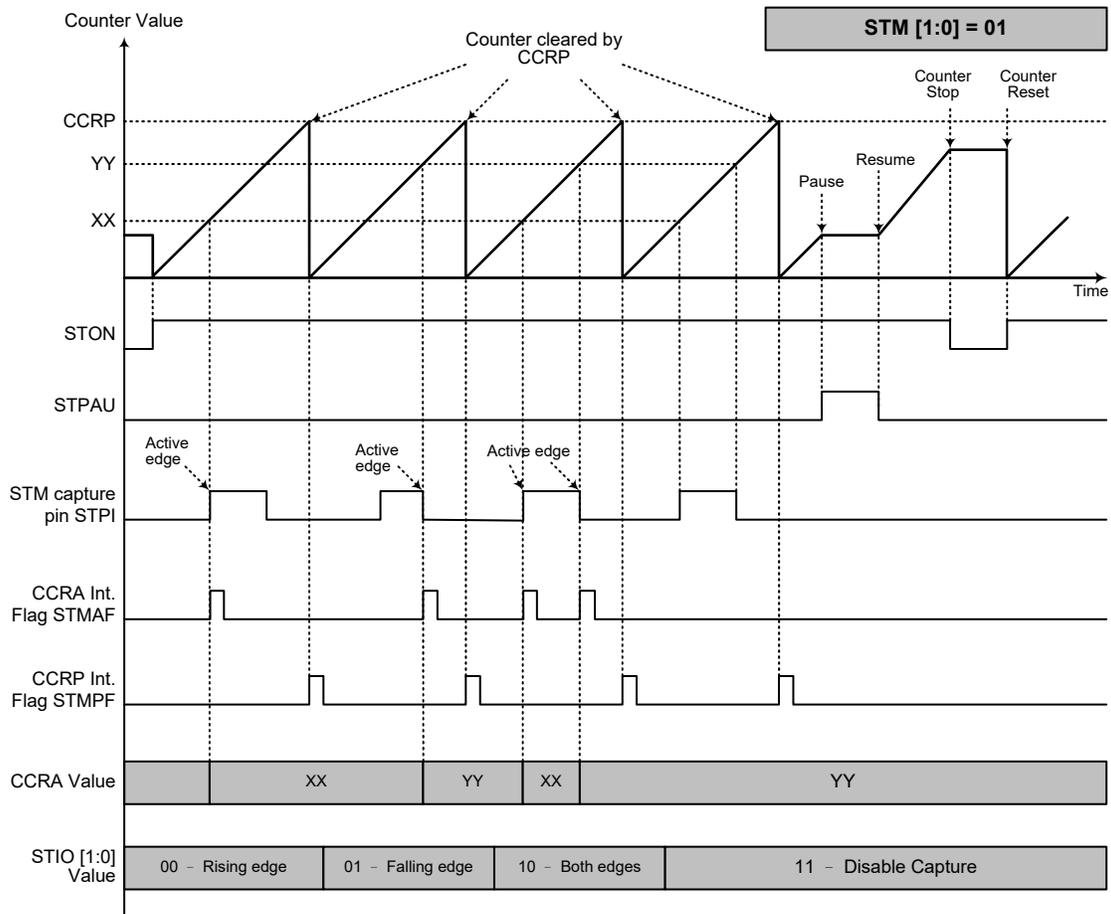 Counter Value
STM [1:0] = 01
Counter cleared by
CCRP
Counter
Stop
Counter
Reset
CCRP
YY
Resume
Pause
XX
Time
STON
STPAU
Active
edge
Active
edge
Active edge
STM capture
pin STPI
CCRA Int.
Flag STMAF
CCRP Int.
Flag STMPF
CCRA Value
XX
YY
XX
YY
STIO [1:0]
Value
00 – Rising edge
01 – Falling edge
10 – Both edges
11 – Disable Capture